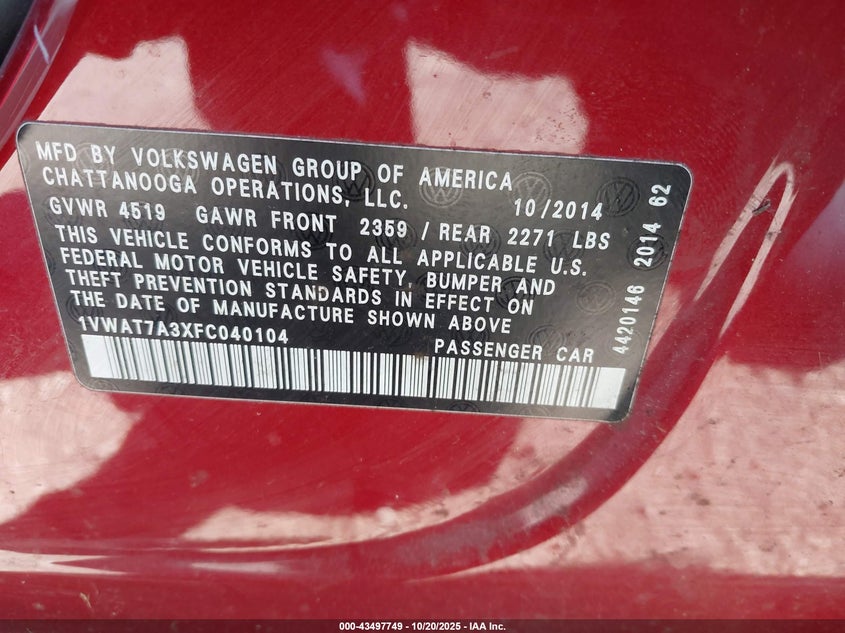 MFD BY VOLKSWAGEN GROUP OF AMERICA
CHATTANOOGA OPERATIONS, LLC. 10/2014
GVWR 4519 GAWR FRONT 2359 / REAR 2271 LBS
THIS VEHICLE CONFORMS TO ALL APPLICABLE U.S.
FEDERAL MOTOR VEHICLE SAFETY, BUMPER AND
THEFT PREVENTION STANDARDS IN EFFECT ON
THE DATE OF MANUFACTURE SHOWN ABOVE
1VWAT7A3XFC040104 PASSENGER CAR
4420146 2014 62
000-43497749 - 10/20/2025 - IAA Inc.